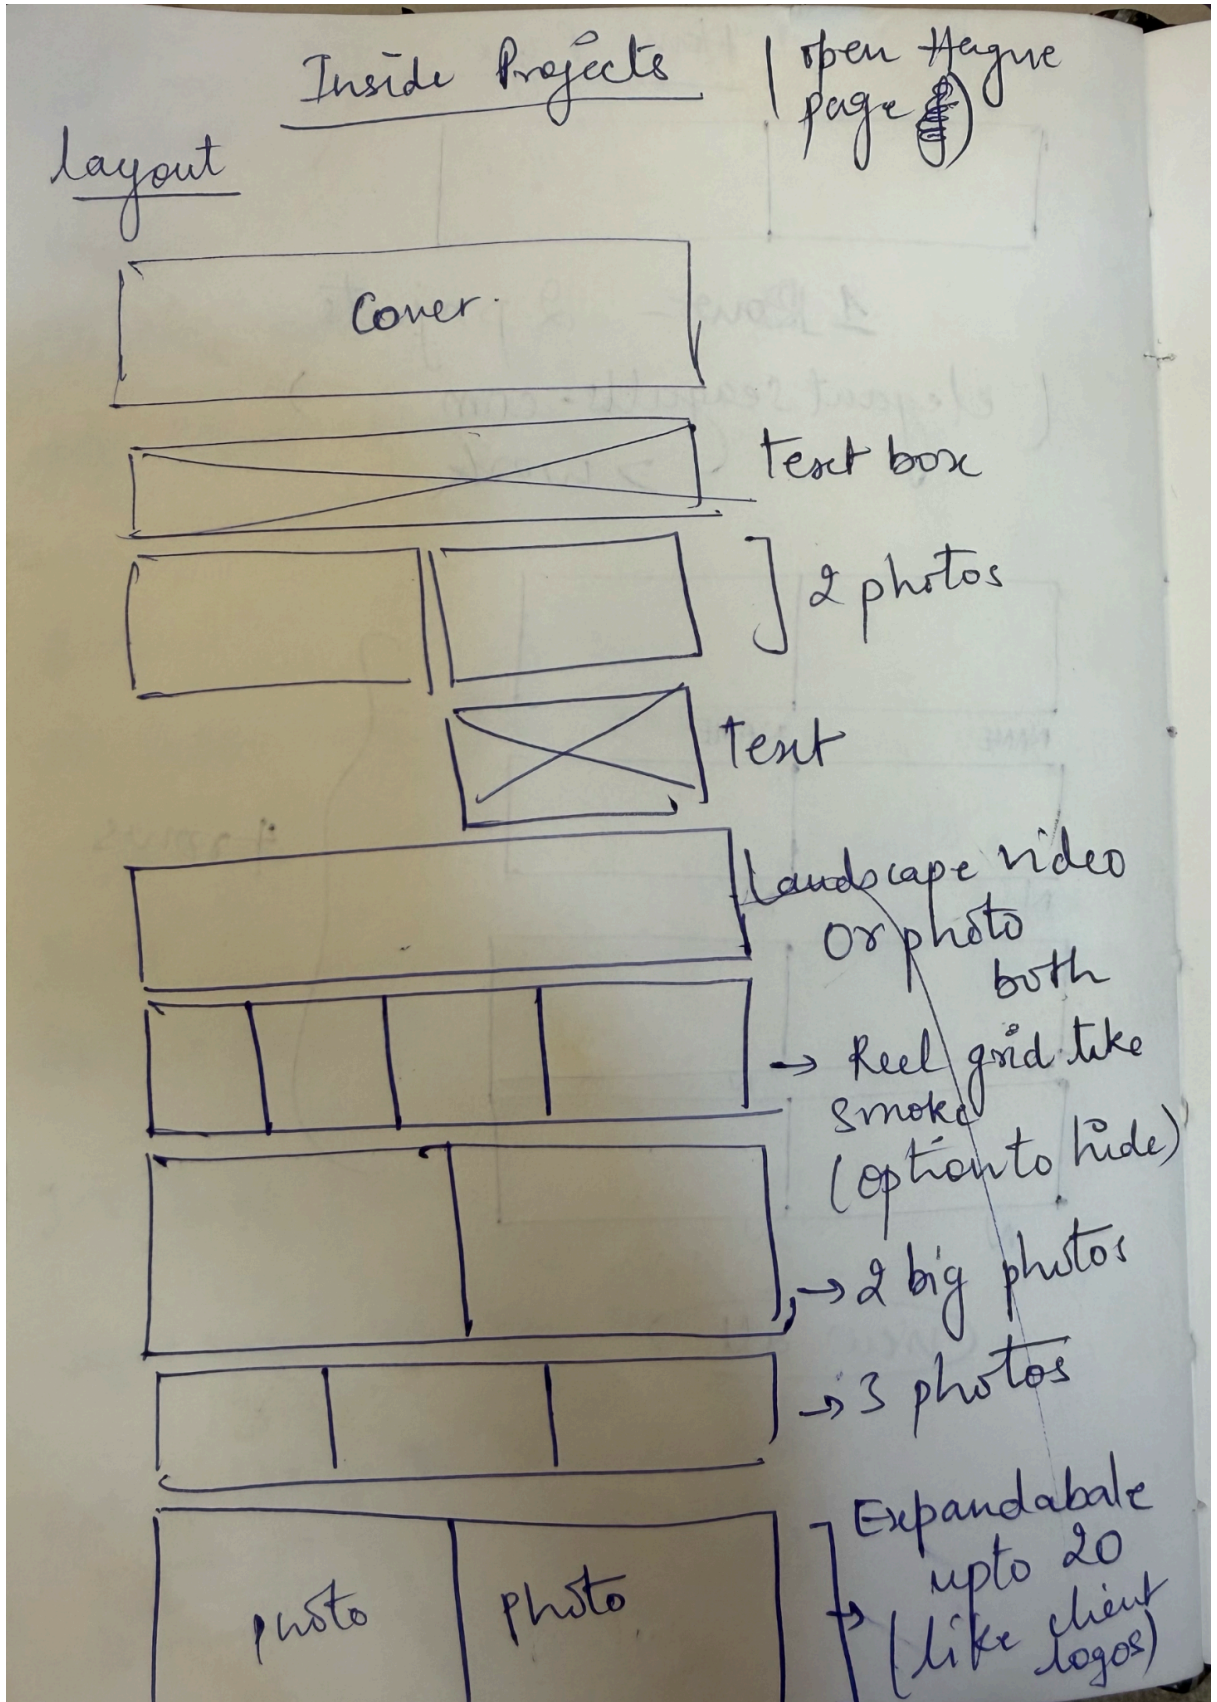 Inside Projects
( open Hague
page )
layout
Cover.
text box
2 photos
text
Landscape video
Or photo
both
→ Reel grid like
smoke
(option to hide)
→ 2 big photos
→ 3 photos
Expandabale
upto 20
(like client
logos)
photo photo